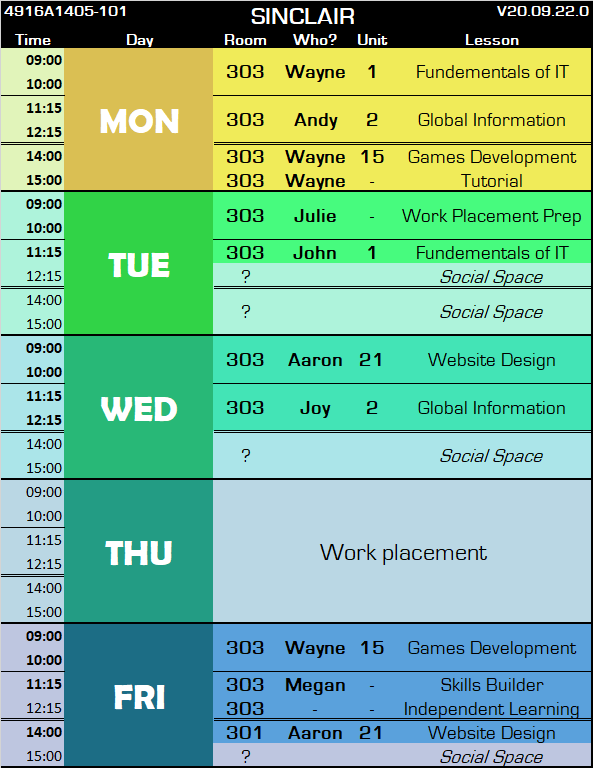 4916A1405-101 SINCLAIR V20.09.22.0
Time Day Room Who? Unit Lesson
MON
09:00
10:00
303 Wayne 1 Fundementals of IT
11:15
12:15
303 Andy 2 Global Information
14:00 303 Wayne 15 Games Development
15:00 303 Wayne - Tutorial
TUE
09:00
10:00
303 Julie - Work Placement Prep
11:15 303 John 1 Fundementals of IT
12:15 ? Social Space
14:00
15:00
? Social Space
WED
09:00
10:00
303 Aaron 21 Website Design
11:15
12:15
303 Joy 2 Global Information
14:00
15:00
? Social Space
THU
09:00
10:00
11:15
12:15
14:00
15:00
Work placement
FRI
09:00
10:00
303 Wayne 15 Games Development
11:15 303 Megan - Skills Builder
12:15 303 - - Independent Learning
14:00 301 Aaron 21 Website Design
15:00 ? Social Space